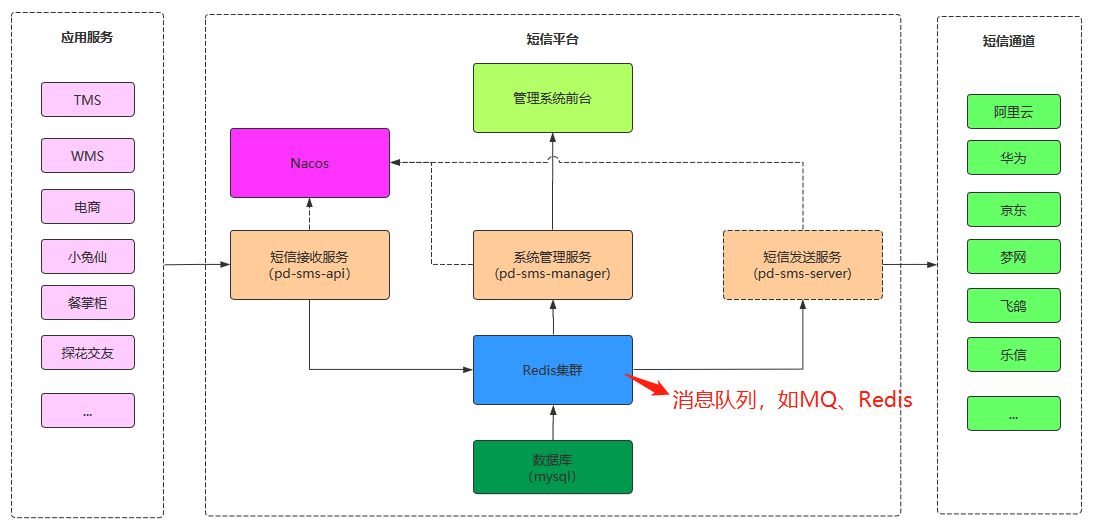 应用服务
TMS
WMS
电商
小兔仙
餐掌柜
探花交友
...
短信平台
管理系统前台
Nacos
短信接收服务
（pd-sms-api）
系统管理服务
（pd-sms-manager）
短信发送服务
（pd-sms-server）
Redis集群
消息队列，如MQ、Redis
数据库
（mysql）
短信通道
阿里云
华为
京东
梦网
飞鸽
乐信
...